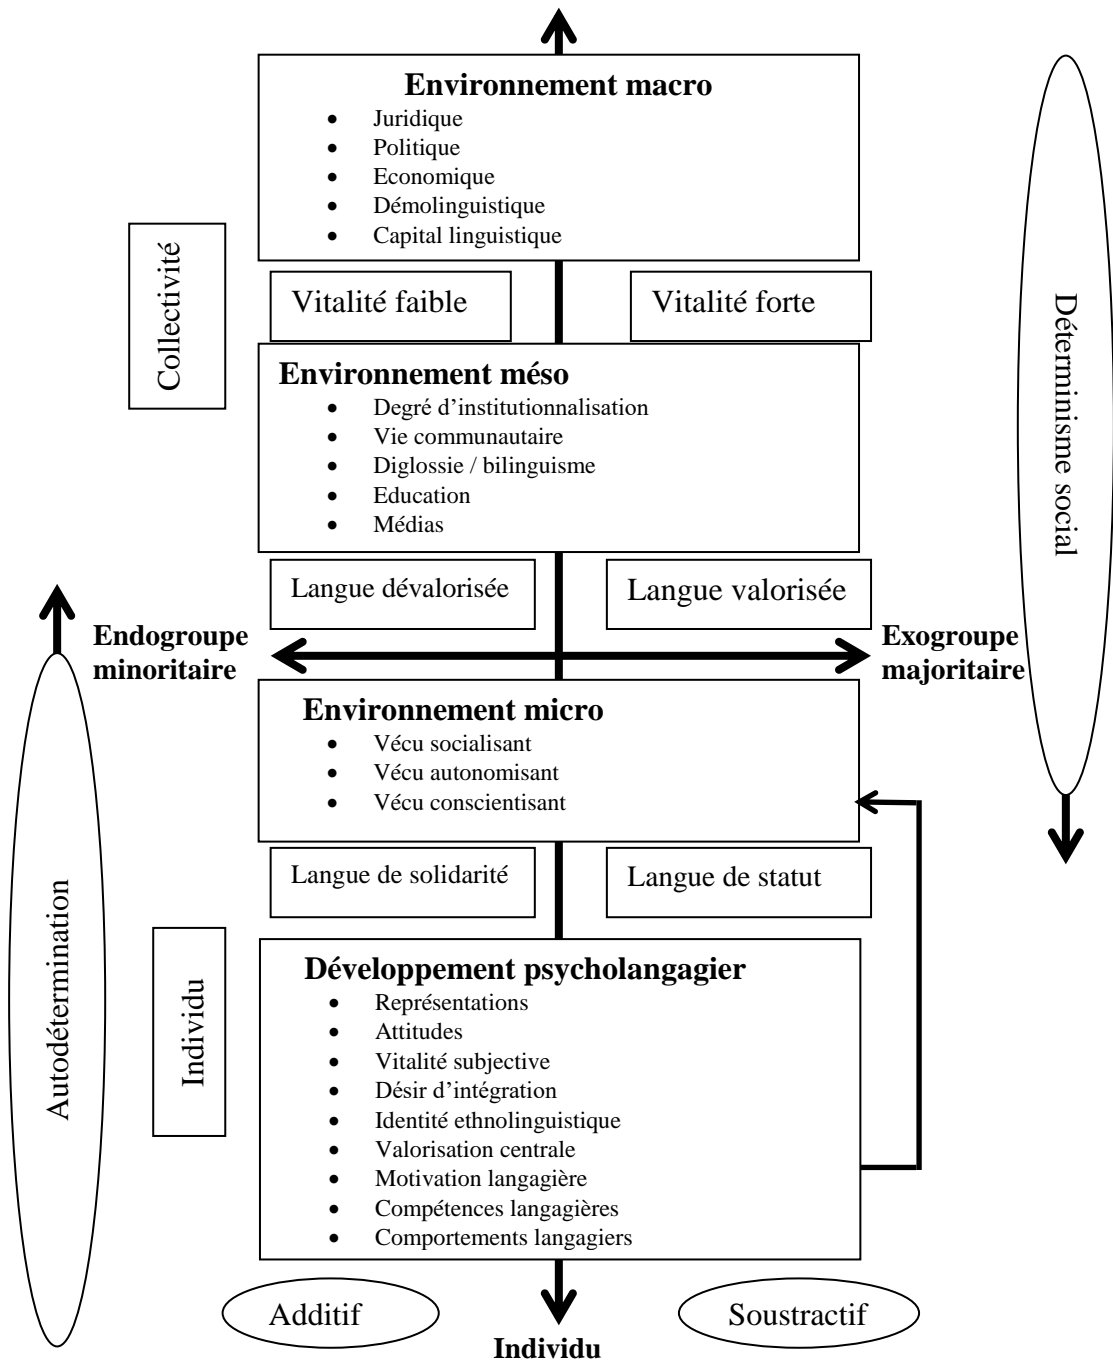 Environnement macro
Juridique
Politique
Economique
Démolinguistique
Capital linguistique
Collectivité
Vitalité faible
Vitalité forte
Déterminisme social
Environnement méso
Degré d’institutionnalisation
Vie communautaire
Diglossie / bilinguisme
Education
Médias
Langue dévalorisée
Langue valorisée
Endogroupe
minoritaire
Exogroupe
majoritaire
Environnement micro
Vécu socialisant
Vécu autonomisant
Vécu conscientisant
Langue de solidarité
Langue de statut
Autodétermination
Individu
Développement psycholangagier
Représentations
Attitudes
Vitalité subjective
Désir d’intégration
Identité ethnolinguistique
Valorisation centrale
Motivation langagière
Compétences langagières
Comportements langagiers
Additif
Soustractif
Individu